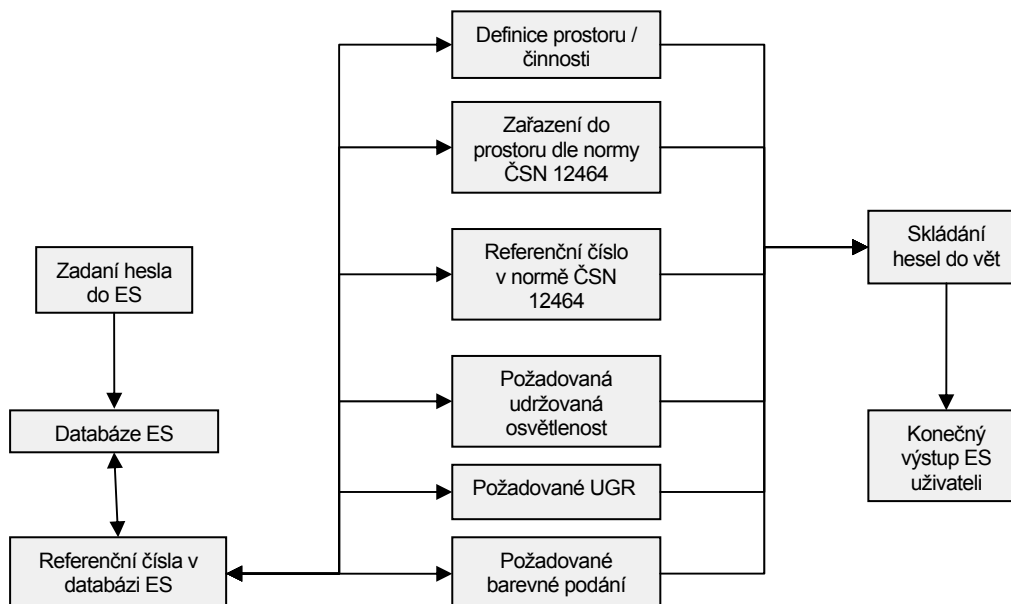 Definice prostoru /
činnosti
Zařazení do
prostoru dle normy
ČSN 12464
Referenční číslo
v normě ČSN
12464
Požadovaná
udržovaná
osvětlenost
Požadované UGR
Požadované
barevné podání
Zadaní hesla
do ES
Databáze ES
Referenční čísla v
databázi ES
Skládání
hesel do vět
Konečný
výstup ES
uživateli